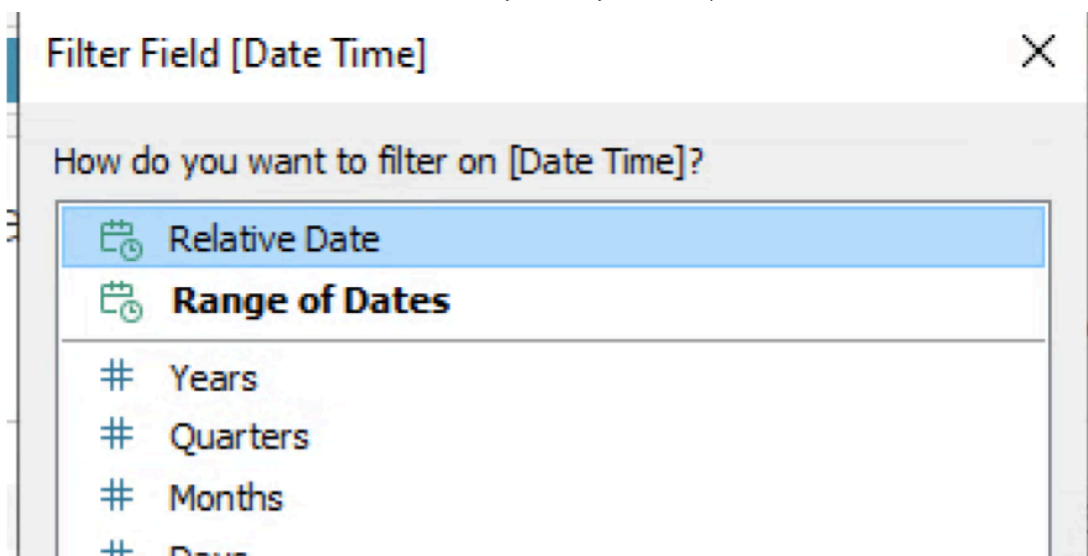 Filter Field [Date Time]
How do you want to filter on [Date Time]?
Relative Date
Range of Dates
# Years
# Quarters
# Months
# Days